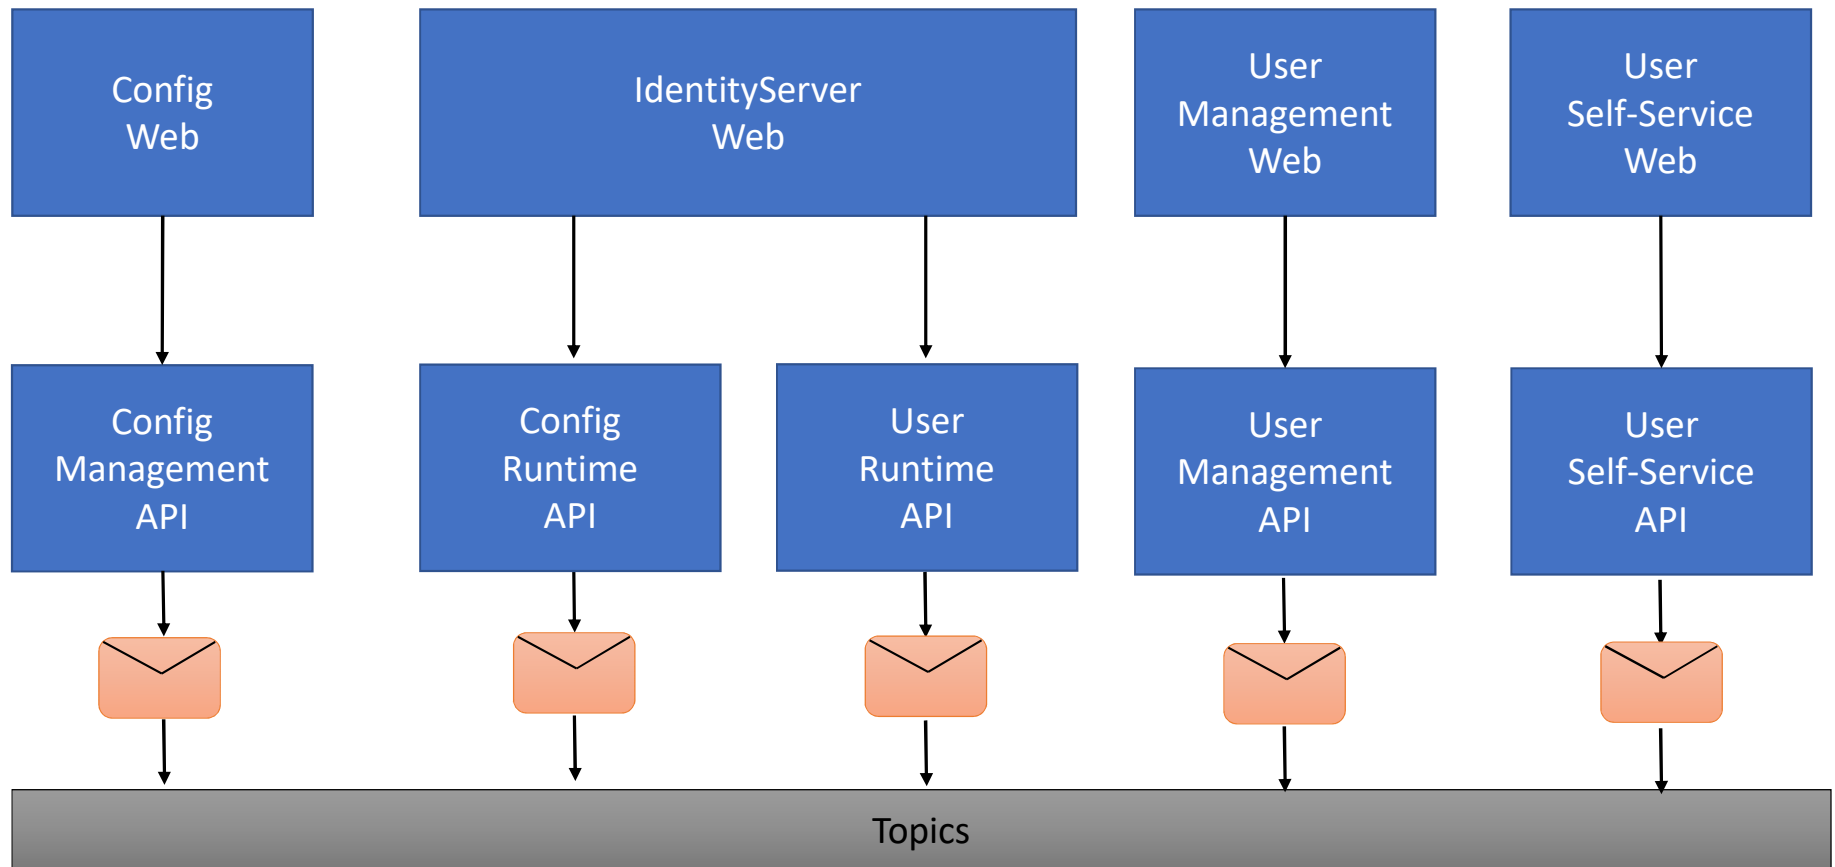 Config
Web
IdentityServer
Web
User
Management
Web
User
Self-Service
Web
Config
Management
API
Config
Runtime
API
User
Runtime
API
User
Management
API
User
Self-Service
API
Topics